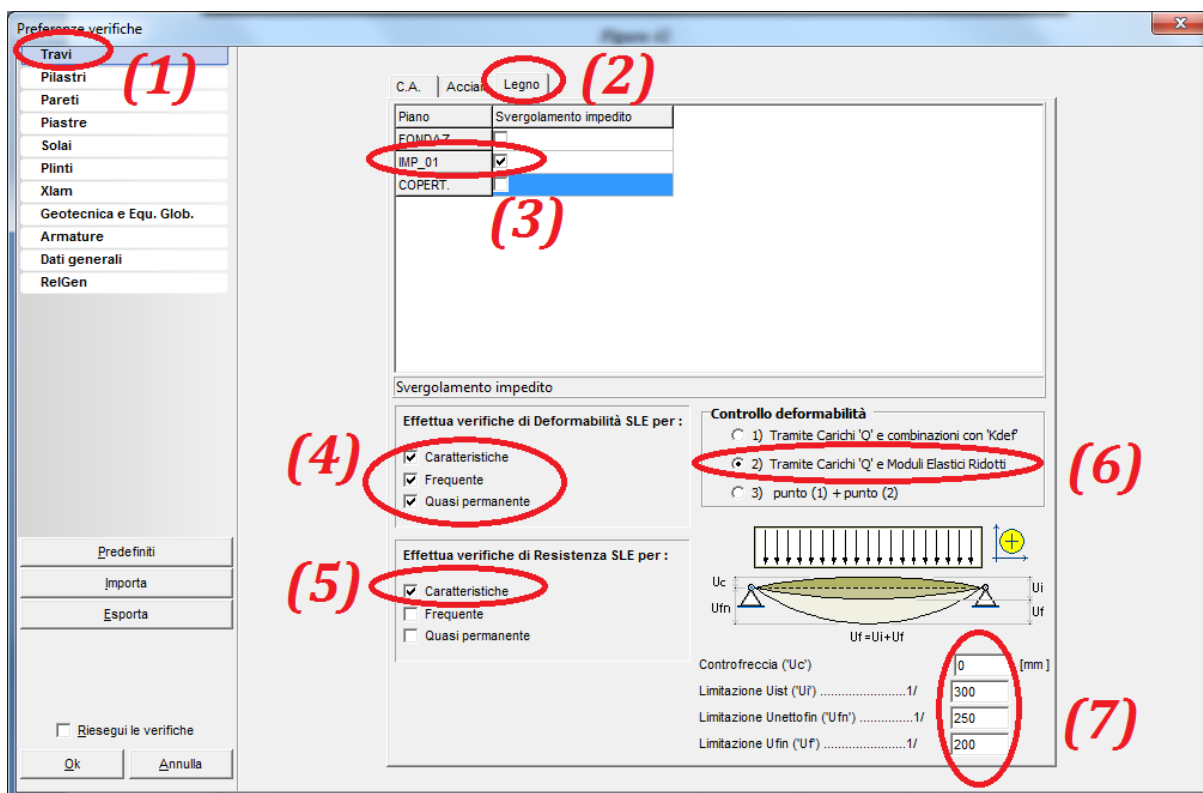 Preferenze verifiche
X
Figura 42
Travi
(1)
Pilastri
Pareti
Piastre
Solai
Plinti
Xlam
Geotecnica e Equ. Glob.
Armature
Dati generali
RelGen
C.A.
Acciaio
Legno
(2)
Piano
Svergolamento impedito
FONDAZ.
IMP_01
COPERT.
(3)
Svergolamento impedito
Effettua verifiche di Deformabilità SLE per :
(4)
Caratteristiche
Frequente
Quasi permanente
Controllo deformabilità
1) Tramite Carichi 'Q' e combinazioni con 'Kdef'
2) Tramite Carichi 'Q' e Moduli Elastici Ridotti
(6)
3) punto (1) + punto (2)
Effettua verifiche di Resistenza SLE per :
(5)
Caratteristiche
Frequente
Quasi permanente
Uc
Ui
Ufn
Uf
Uf =Ui+Uf
Controfreccia ('Uc') 0 [mm ]
Limitazione Uist ('Ui') .......................1/ 300
Limitazione Unettofin ('Ufn') ..............1/ 250
Limitazione Ufin ('Uf') ......................1/ 200
(7)
Predefiniti
Importa
Esporta
Riesegui le verifiche
Ok
Annulla